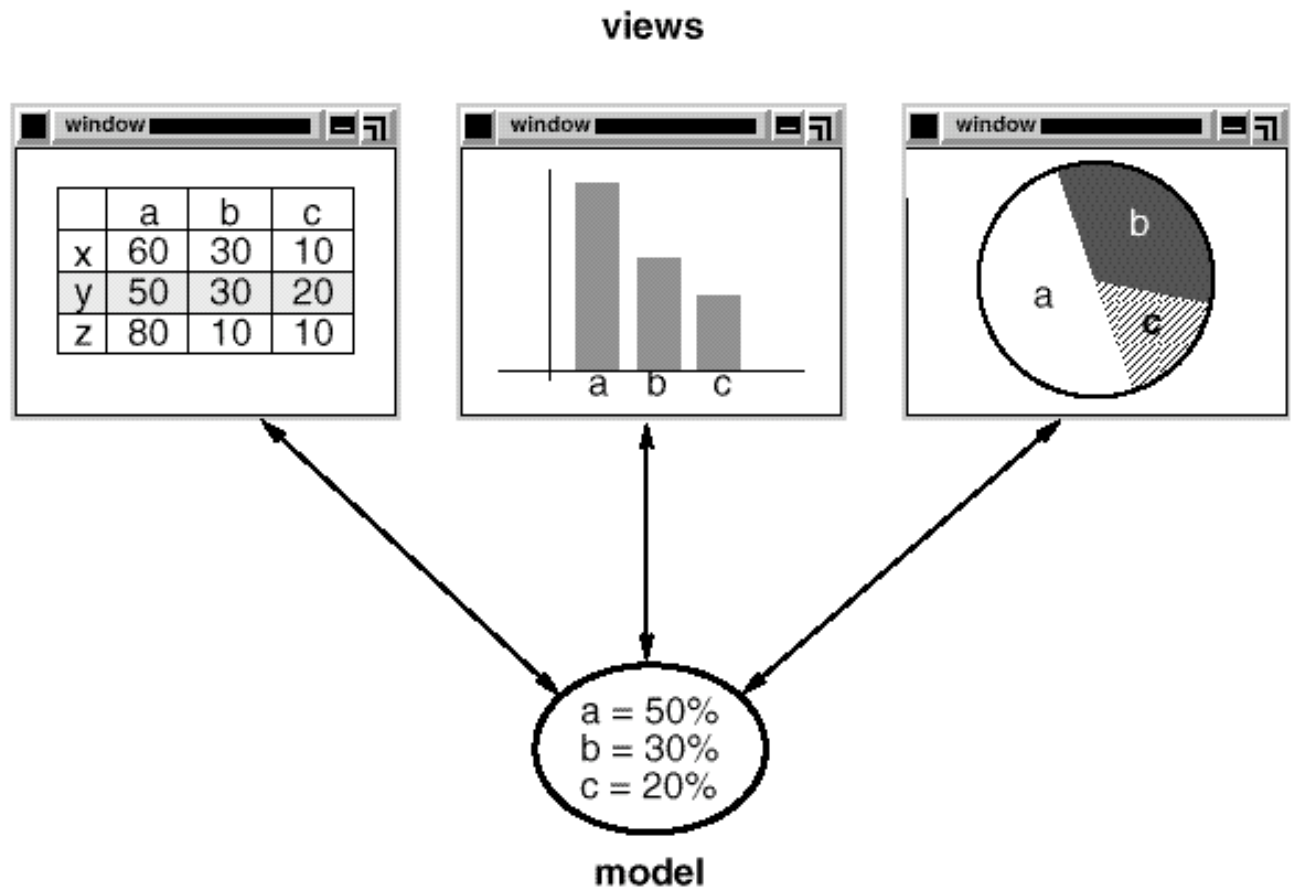 views
window
a b c
x 60 30 10
y 50 30 20
z 80 10 10
window
a b c
window
b
a
c
a = 50%
b = 30%
c = 20%
model